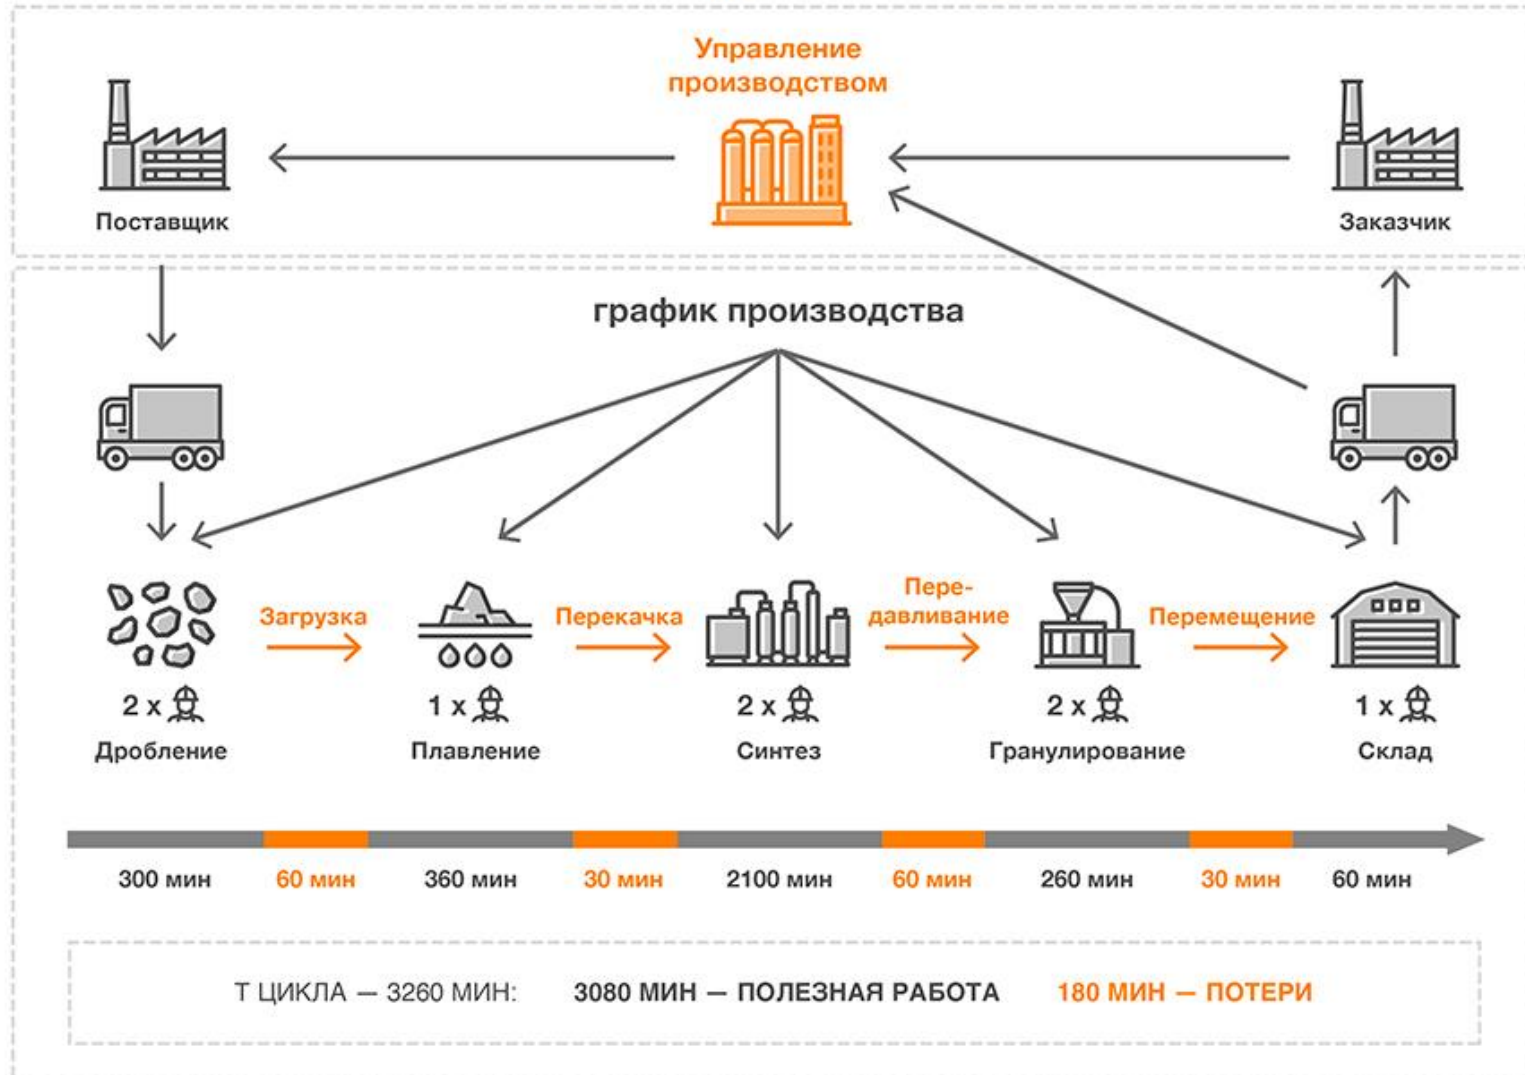 Управление
производством
Поставщик
Заказчик
график производства
Загрузка
Перекачка
Пере-
давливание
Перемещение
2 х
1 х
2 х
2 х
1 х
Дробление
Плавление
Синтез
Гранулирование
Склад
300 мин
60 мин
360 мин
30 мин
2100 мин
60 мин
260 мин
30 мин
60 мин
Т ЦИКЛА — 3260 МИН: 3080 МИН — ПОЛЕЗНАЯ РАБОТА 180 МИН — ПОТЕРИ